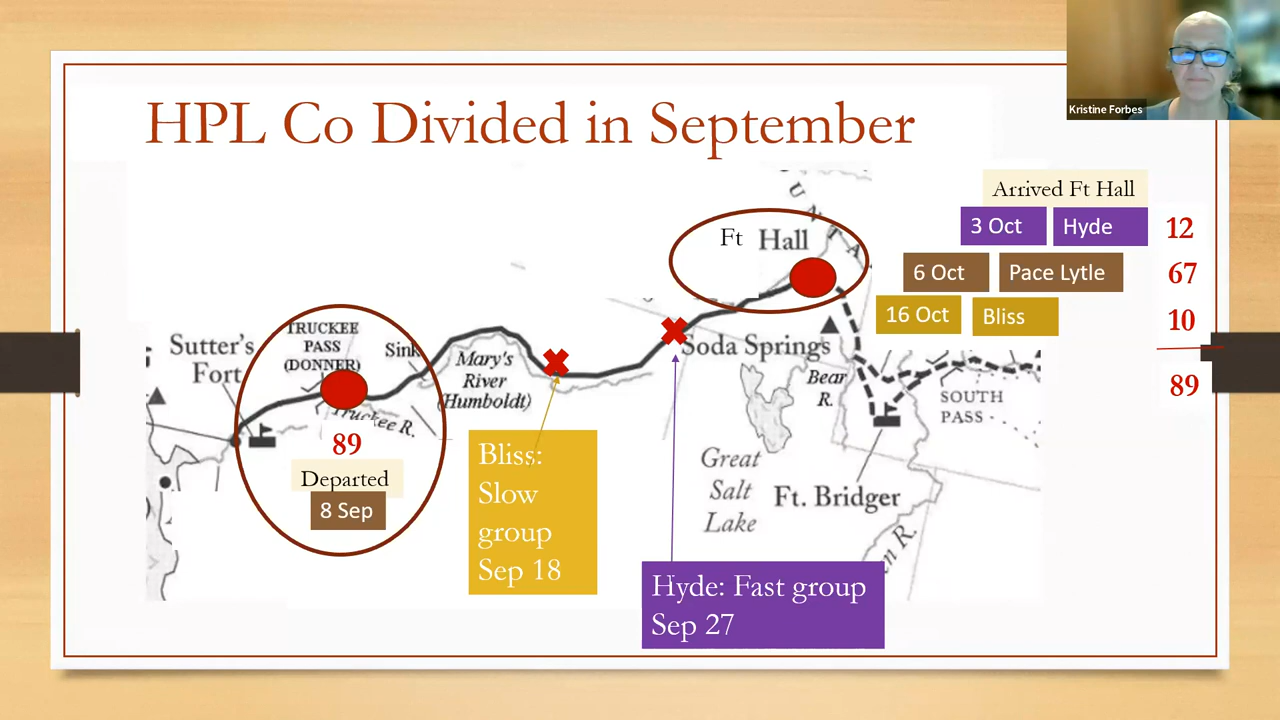 Kristine Forbes
HPL Co Divided in September
Arrived Ft Hall
3 Oct Hyde 12
6 Oct Pace Lytle 67
16 Oct Bliss 10
89
UNTA
Ft Hall
Sutter's
Fort
TRUCKEE
PASS
(DONNER)
Sink
Truckee R.
Mary's
River
(Humboldt)
Soda Springs
Bear
R.
SOUTH
PASS
Great
Salt
Lake
Ft. Bridger
en R.
89
Departed
8 Sep
Bliss:
Slow
group
Sep 18
Hyde: Fast group
Sep 27